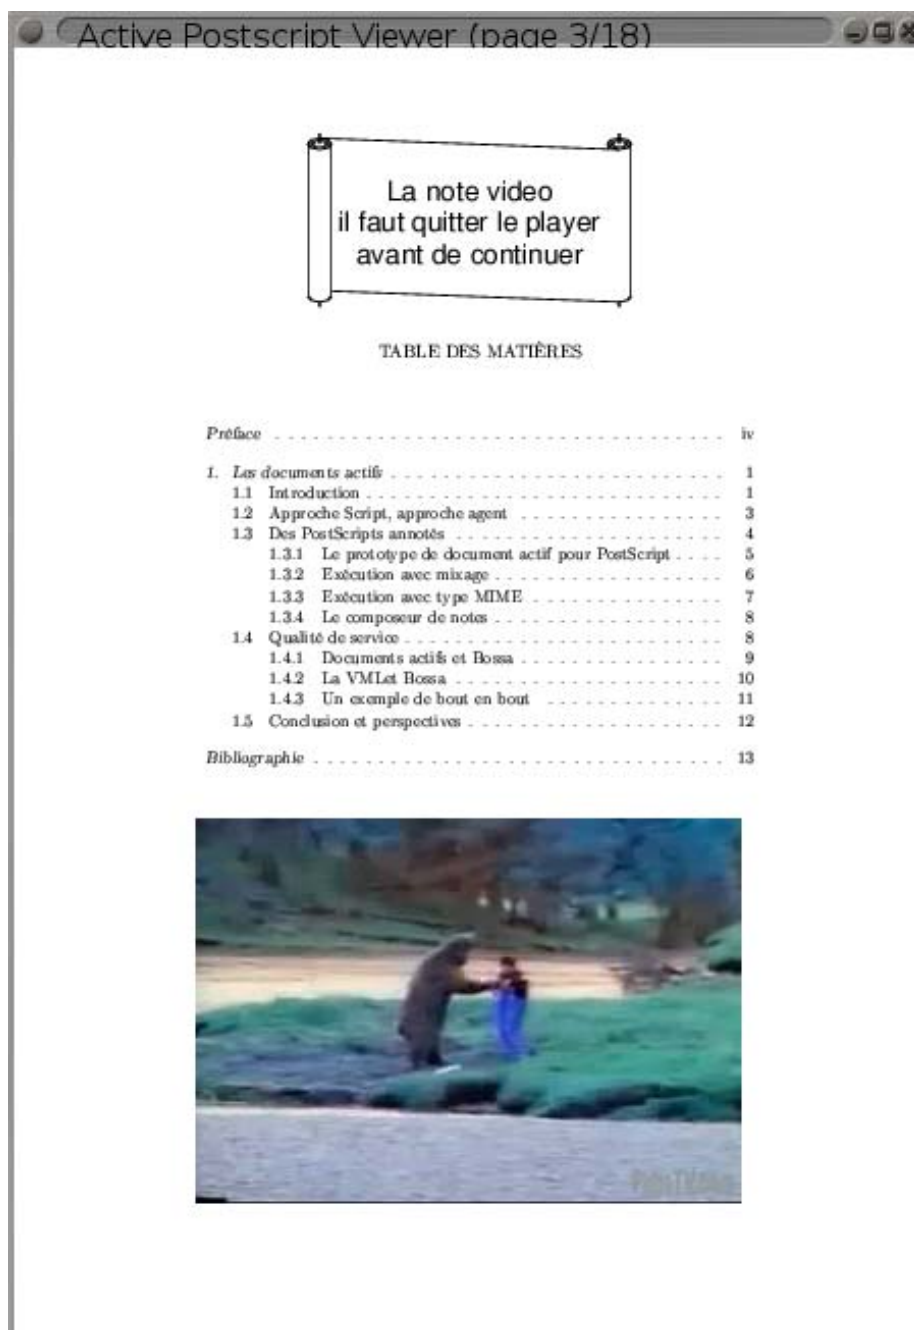 Active Postscript Viewer (page 3/18)
La note video
il faut quitter le player
avant de continuer
TABLE DES MATIÈRES
Préface . . . . . . . . . . . . . . . . . . . . . . . . . . . . . . . . . . . iv
1. Les documents actifs . . . . . . . . . . . . . . . . . . . . . . . . . . 1
1.1 Introduction . . . . . . . . . . . . . . . . . . . . . . . . . . . . 1
1.2 Approche Script, approche agent . . . . . . . . . . . . . . . . 3
1.3 Des PostScripts annotés . . . . . . . . . . . . . . . . . . . . . . 4
1.3.1 Le prototype de document actif pour PostScript . . . . 5
1.3.2 Exécution avec mixage . . . . . . . . . . . . . . . . . . 6
1.3.3 Exécution avec type MIME . . . . . . . . . . . . . . . . 7
1.3.4 Le composeur de notes . . . . . . . . . . . . . . . . . . 8
1.4 Qualité de service . . . . . . . . . . . . . . . . . . . . . . . . . 8
1.4.1 Documents actifs et Bossa . . . . . . . . . . . . . . . . 9
1.4.2 La VMLet Bossa . . . . . . . . . . . . . . . . . . . . . 10
1.4.3 Un exemple de bout en bout . . . . . . . . . . . . . . 11
1.5 Conclusion et perspectives . . . . . . . . . . . . . . . . . . . . 12
Bibliographie . . . . . . . . . . . . . . . . . . . . . . . . . . . . . . . . 13